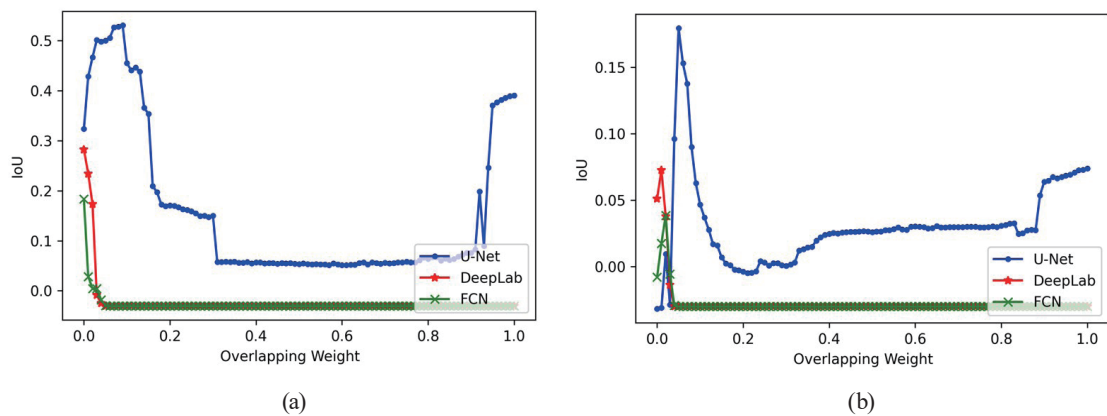 0.5
0.4
0.3
0.2
0.1
0.0
IoU
0.0 0.2 0.4 0.6 0.8 1.0
Overlapping Weight
U-Net
DeepLab
FCN
(a)
0.15
0.10
0.05
0.00
IoU
0.0 0.2 0.4 0.6 0.8 1.0
Overlapping Weight
U-Net
DeepLab
FCN
(b)